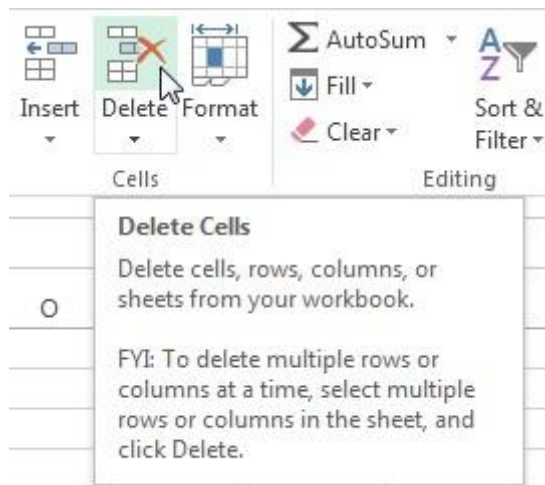 Insert
Delete
Format
Cells
AutoSum
Fill
Clear
A
Z
Sort &
Filter
Editing
O
Delete Cells
Delete cells, rows, columns, or
sheets from your workbook.
FYI: To delete multiple rows or
columns at a time, select multiple
rows or columns in the sheet, and
click Delete.